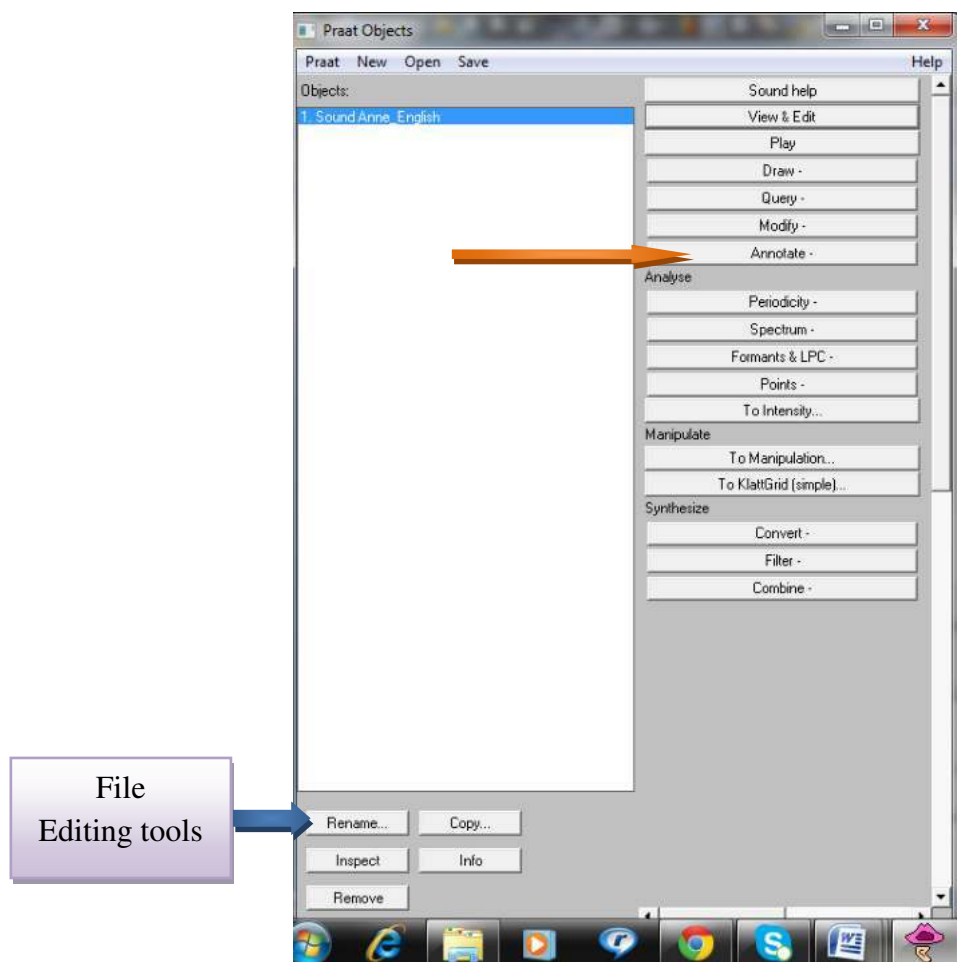 Praat Objects
Praat New Open Save Help
Objects:
1. Sound Anne_English
Sound help
View & Edit
Play
Draw -
Query -
Modify -
Annotate -
Analyse
Periodicity -
Spectrum -
Formants & LPC -
Points -
To Intensity...
Manipulate
To Manipulation...
To KlattGrid (simple)...
Synthesize
Convert -
Filter -
Combine -
File
Editing tools
Rename... Copy...
Inspect Info
Remove